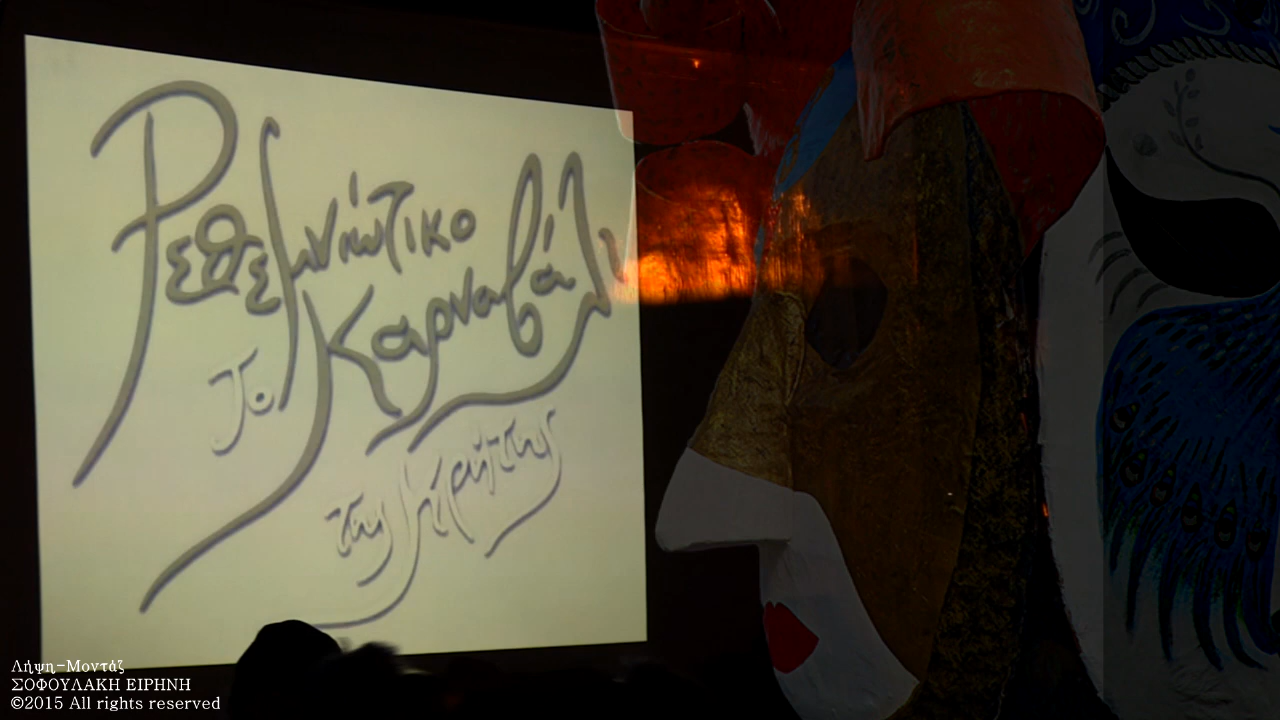 Ρεθεμνιώτικο
Καρναβάλι
Το
της Κρήτης
Λήψη-Μοντάζ
ΣΟΦΟΥΛΑΚΗ ΕΙΡΗΝΗ
©2015 All rights reserved